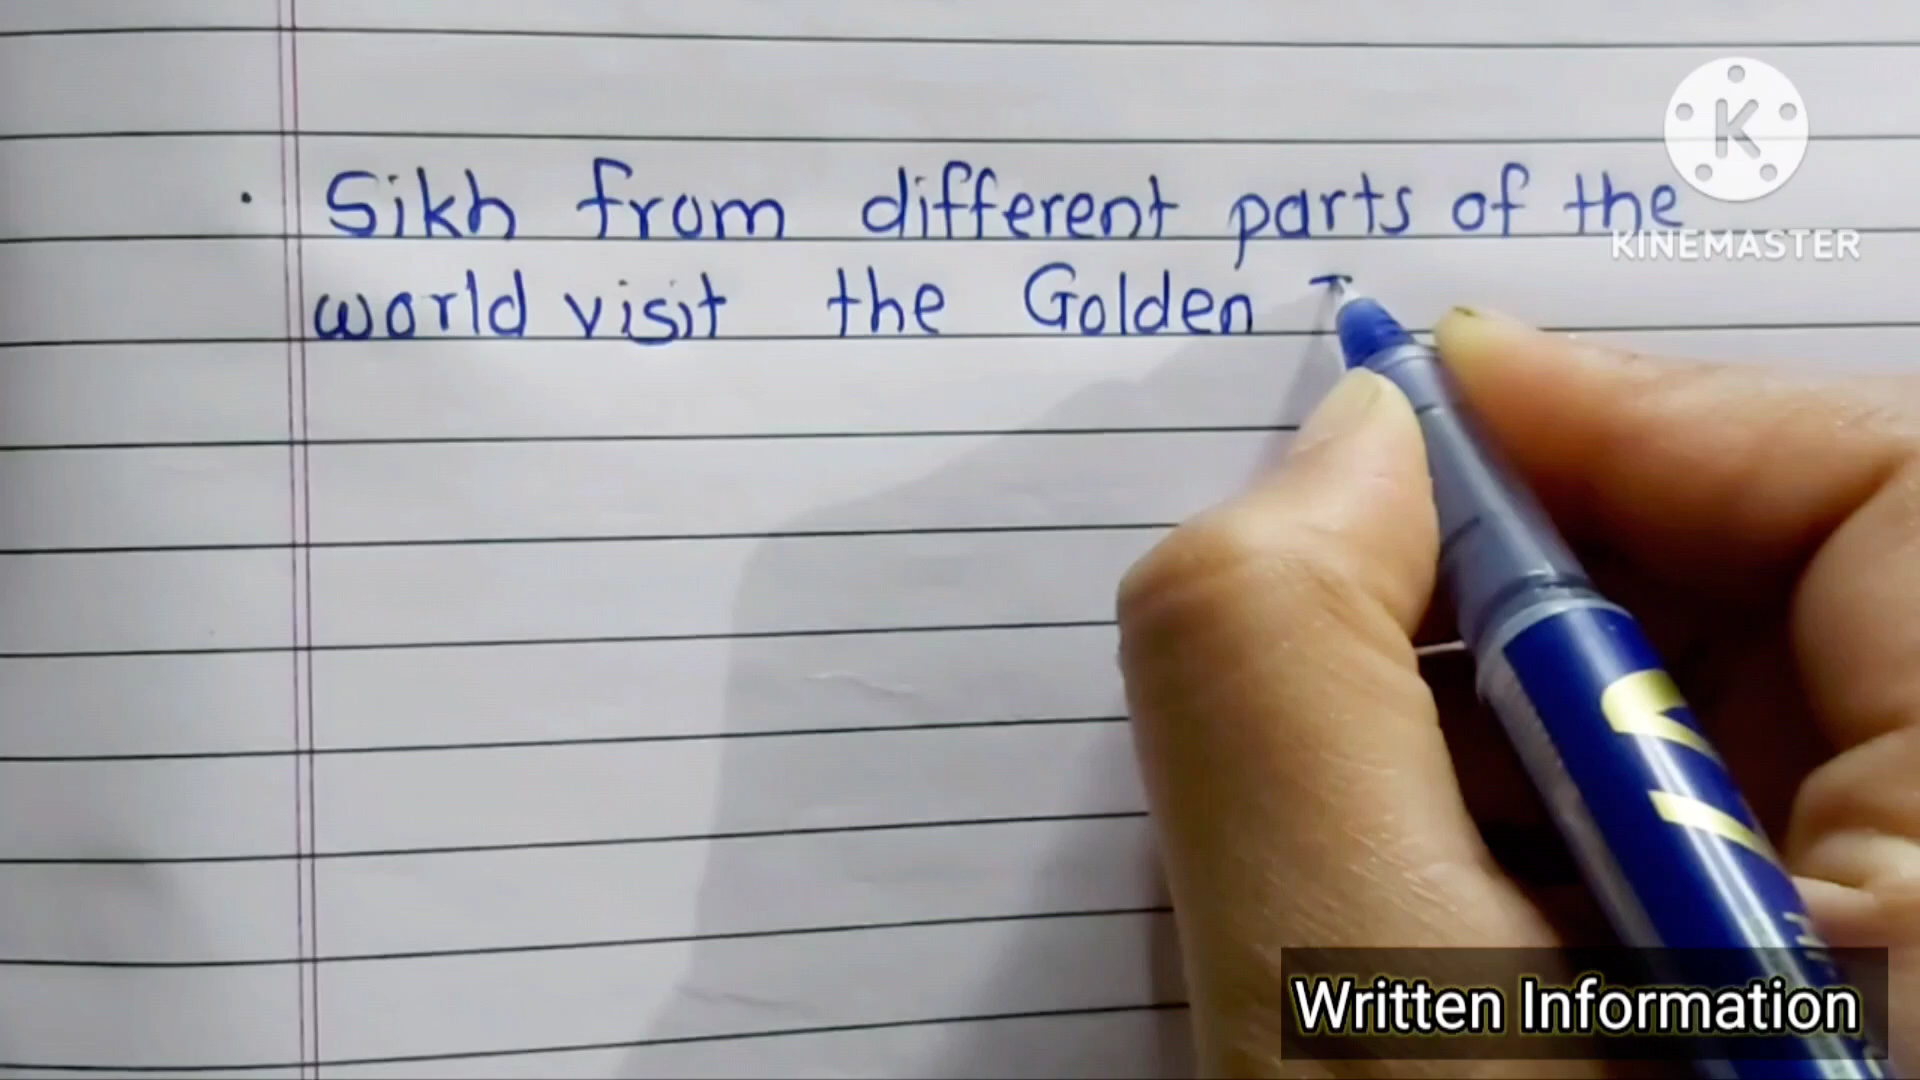 · Sikh from different parts of the
world visit the Golden T
K
KINEMASTER
Written Information